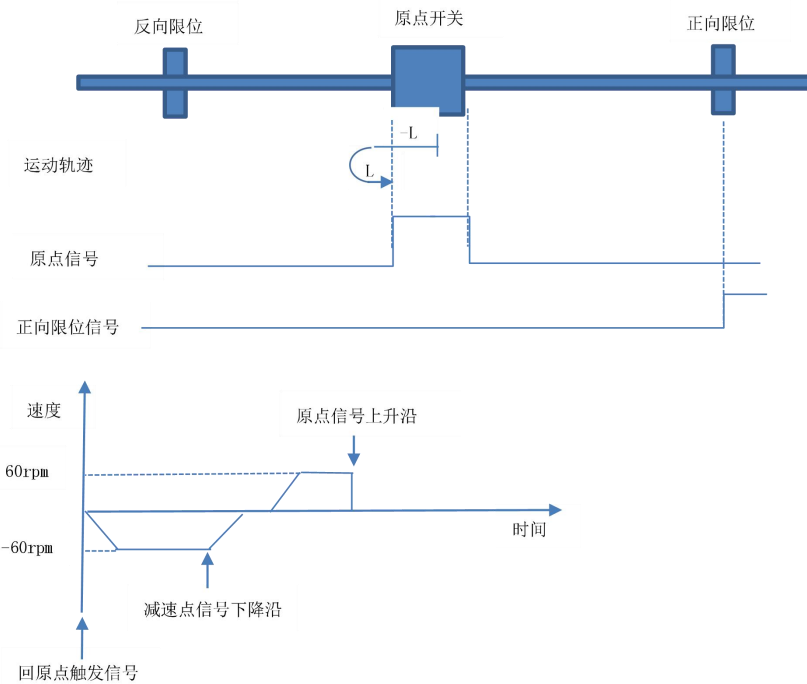 反向限位
原点开关
正向限位
-L
运动轨迹
L
原点信号
正向限位信号
速度
原点信号上升沿
60rpm
时间
-60rpm
减速点信号下降沿
回原点触发信号